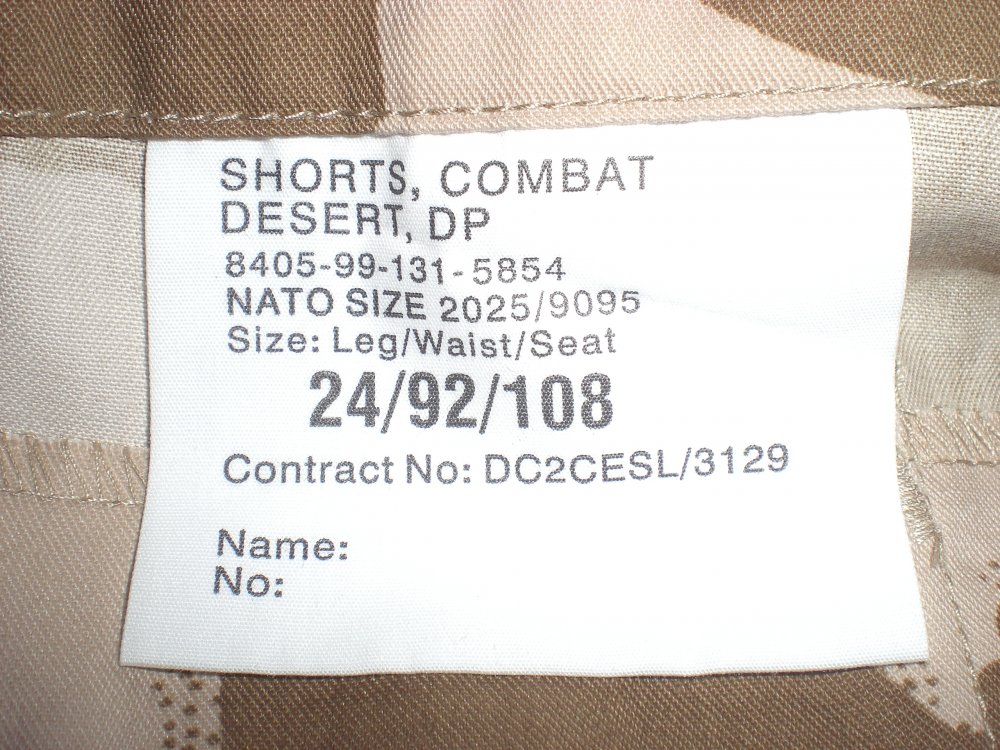 SHORTS, COMBAT
DESERT, DP
8405-99-131-5854
NATO SIZE 2025/9095
Size: Leg/Waist/Seat
24/92/108
Contract No: DC2CESL/3129
Name:
No: